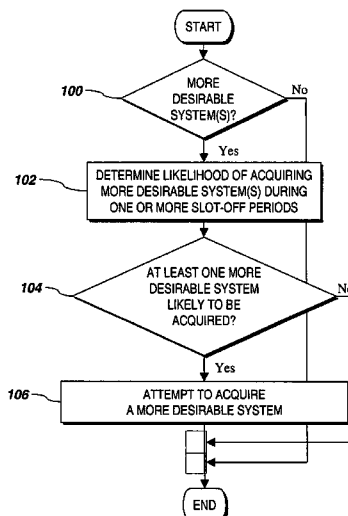 START
100
MORE
DESIRABLE
SYSTEM(S)?
No
Yes
102
DETERMINE LIKELIHOOD OF ACQUIRING
MORE DESIRABLE SYSTEM(S) DURING
ONE OR MORE SLOT-OFF PERIODS
104
AT LEAST ONE MORE
DESIRABLE SYSTEM
LIKELY TO BE
ACQUIRED?
No
Yes
106
ATTEMPT TO ACQUIRE
A MORE DESIRABLE SYSTEM
END